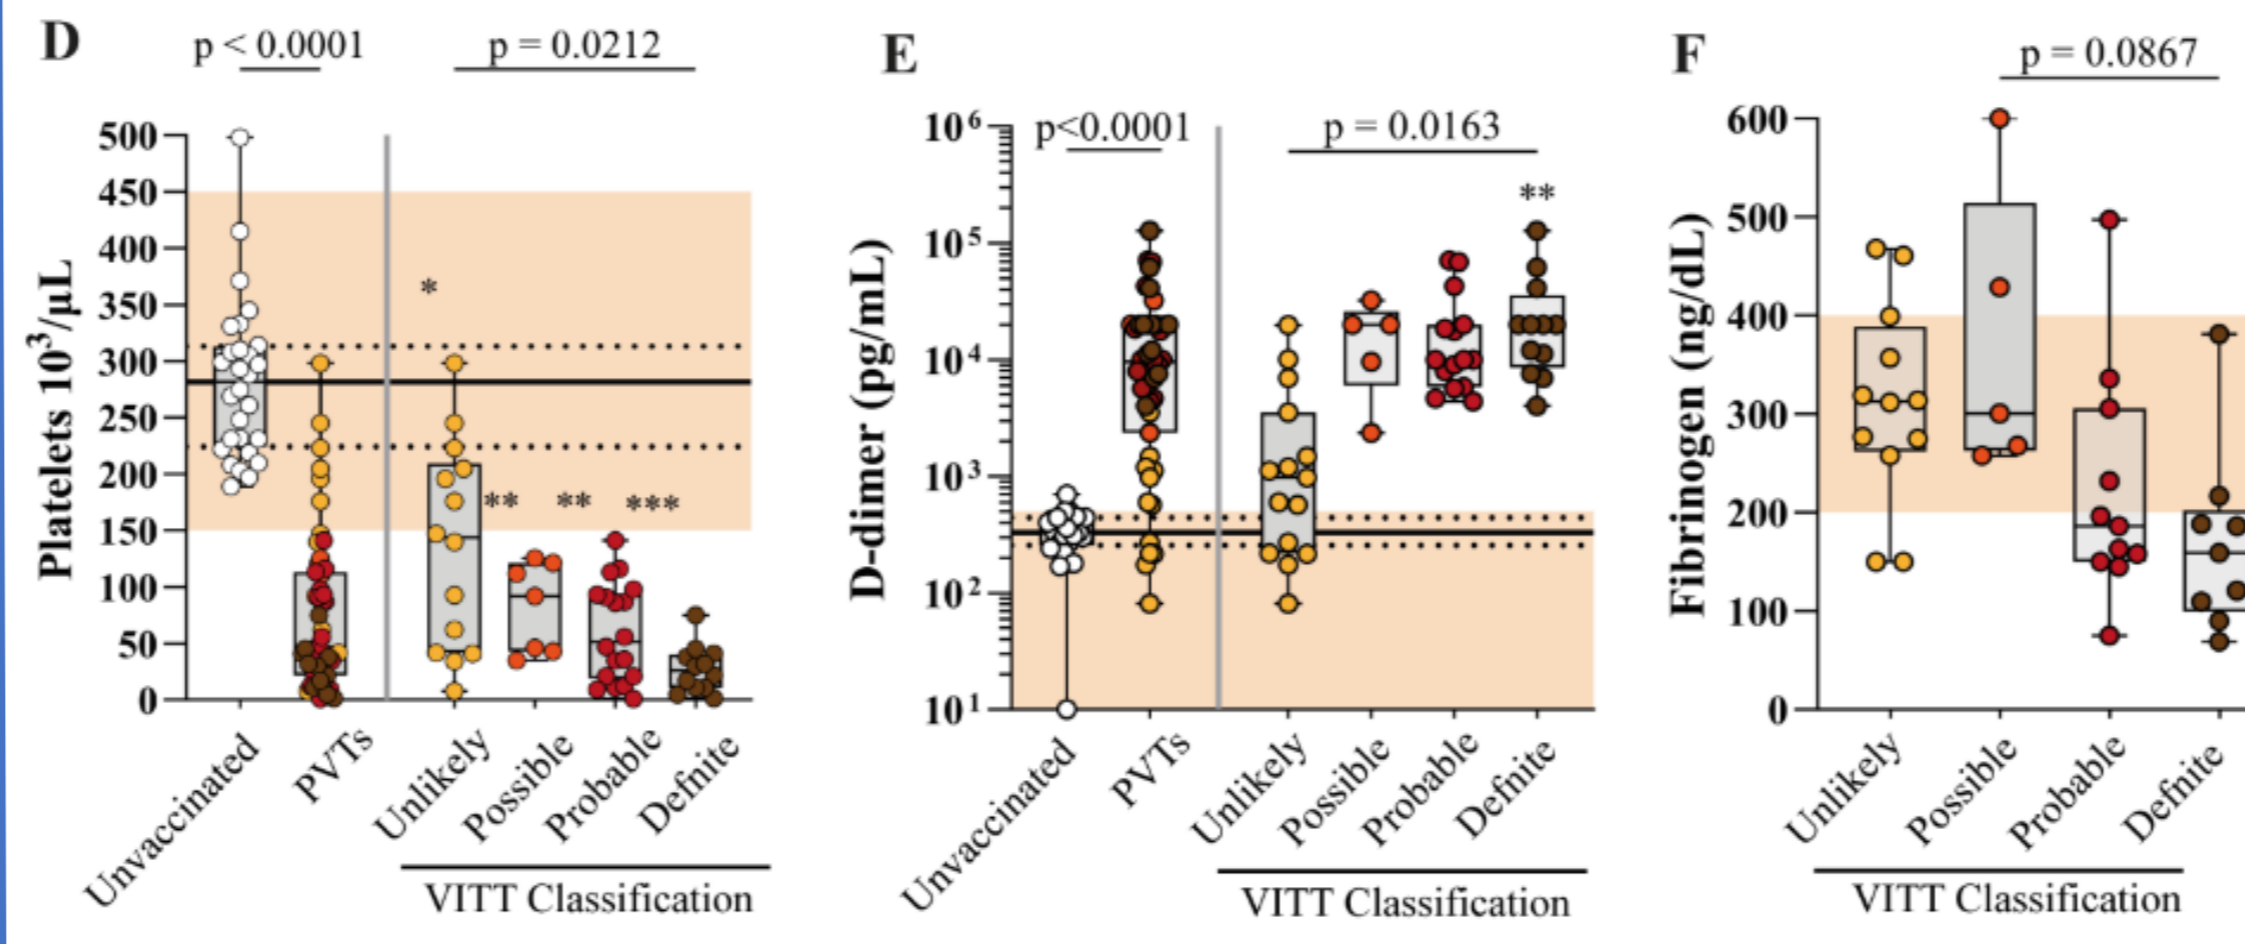 D
p < 0.0001
p = 0.0212
Platelets 10³/µL
500
450
400
350
300
250
200
150
100
50
0
*
**
**
***
Unvaccinated
PVTs
Unlikely
Possible
Probable
Defnite
VITT Classification
E
p<0.0001
p = 0.0163
D-dimer (pg/mL)
10⁶
10⁵
10⁴
10³
10²
10¹
**
Unvaccinated
PVTs
Unlikely
Possible
Probable
Defnite
VITT Classification
F
p = 0.0867
Fibrinogen (ng/dL)
600
500
400
300
200
100
0
Unlikely
Possible
Probable
Defnite
VITT Classification